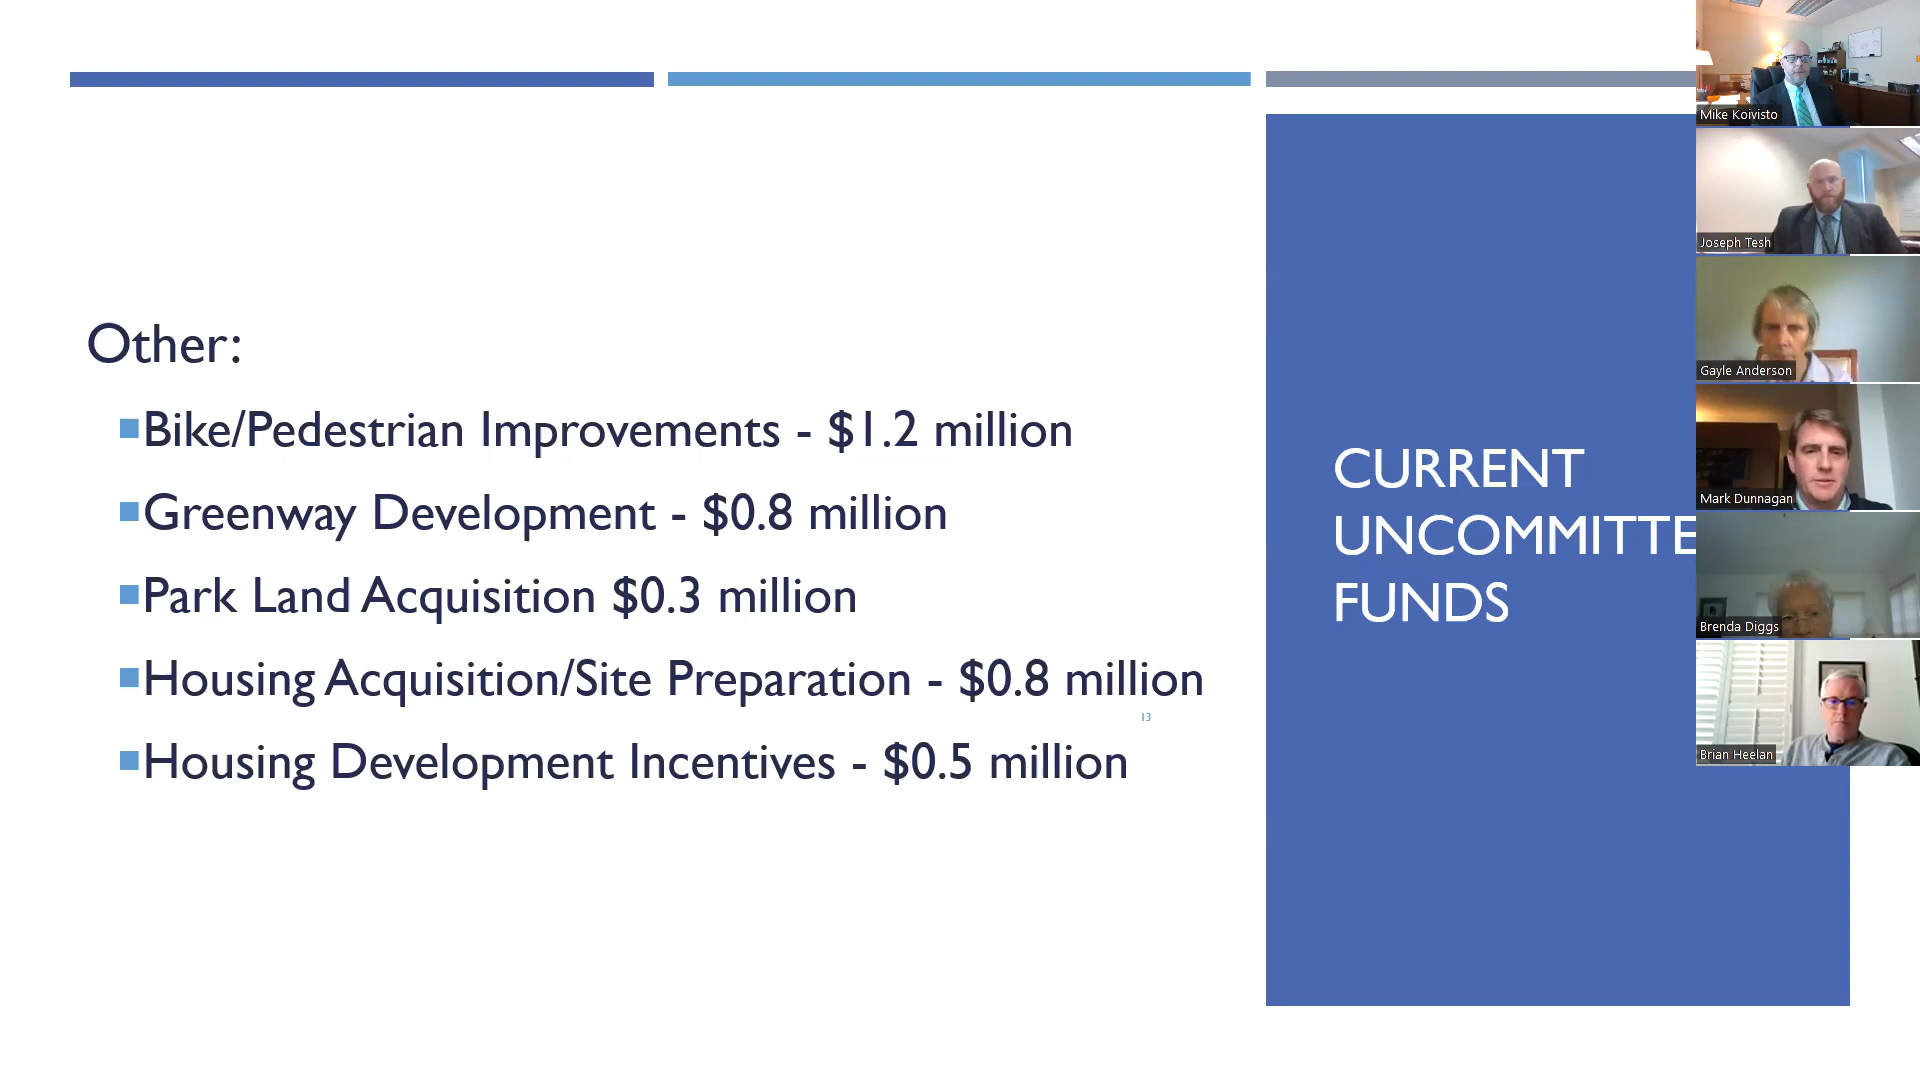 Other:
Bike/Pedestrian Improvements - $1.2 million
Greenway Development - $0.8 million
Park Land Acquisition $0.3 million
Housing Acquisition/Site Preparation - $0.8 million
13
Housing Development Incentives - $0.5 million
CURRENT
UNCOMMITTE
FUNDS
Mike Koivisto
Joseph Tesh
Gayle Anderson
Mark Dunnagan
Brenda Diggs
Brian Heelan